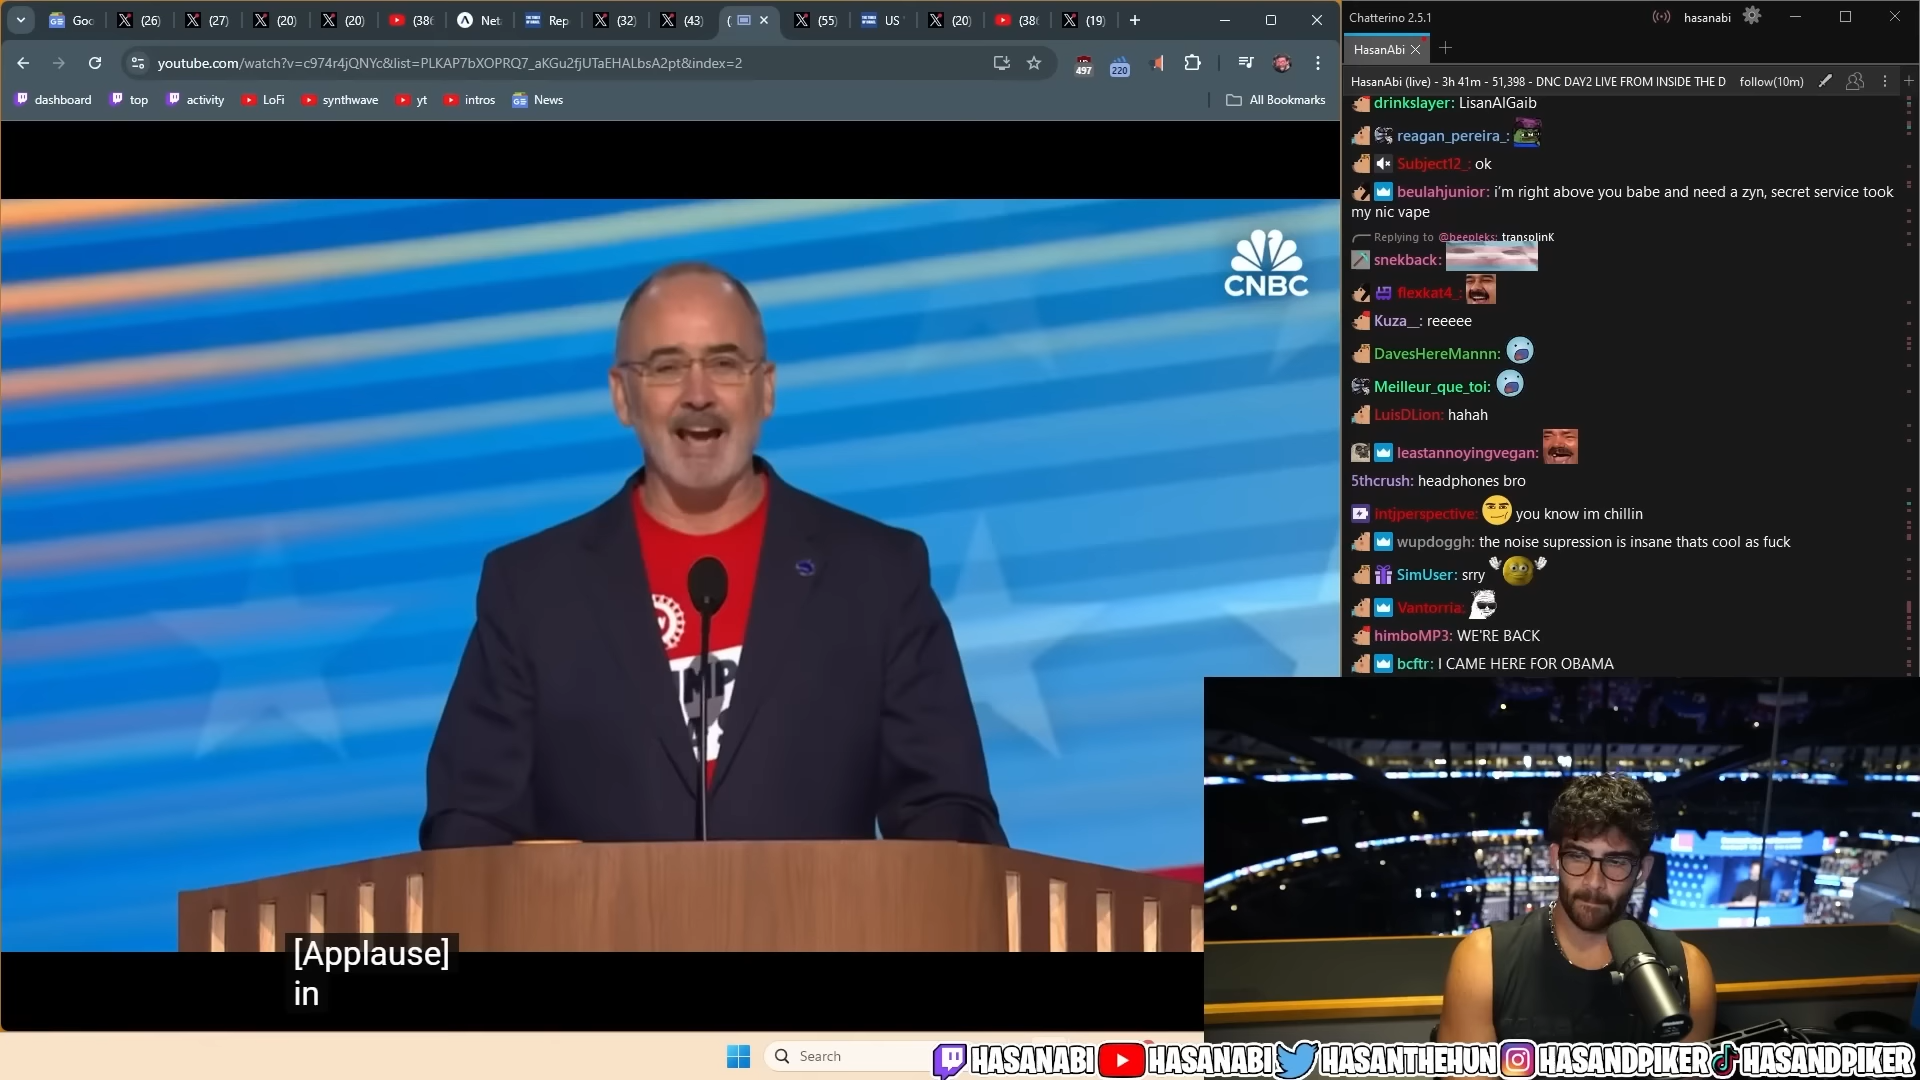 Goo
(26)
(27)
(20)
(20)
(386
Net
Rep
(32)
(43)
(
(55)
US
(20)
(386
(19)
youtube.com/watch?v=c974r4jQNYc&list=PLKAP7bXOPRQ7_aKGu2fjUTaEHALbsA2pt&index=2
497
220
dashboard
top
activity
LoFi
synthwave
yt
intros
News
All Bookmarks
CNBC
[Applause]
in
Search
Chatterino 2.5.1
hasanabi
HasanAbi
HasanAbi (live) - 3h 41m - 51,398 - DNC DAY2 LIVE FROM INSIDE THE D
follow(10m)
drinkslayer: LisanAlGaib
reagan_pereira_:
Subject12_: ok
beulahjunior: i'm right above you babe and need a zyn, secret service took
my nic vape
Replying to @beepleks: transplinK
snekback:
flexkat4_:
Kuza__: reeeee
DavesHereMannn:
Meilleur_que_toi:
LuisDLion: hahah
leastannoyingvegan:
5thcrush: headphones bro
intjperspective: you know im chillin
wupdoggh: the noise supression is insane thats cool as fuck
SimUser: srry
Vantorria:
himboMP3: WE'RE BACK
bcftr: I CAME HERE FOR OBAMA
HASANABI
HASANABI
HASANTHEHUN
HASANDPIKER
HASANDPIKER